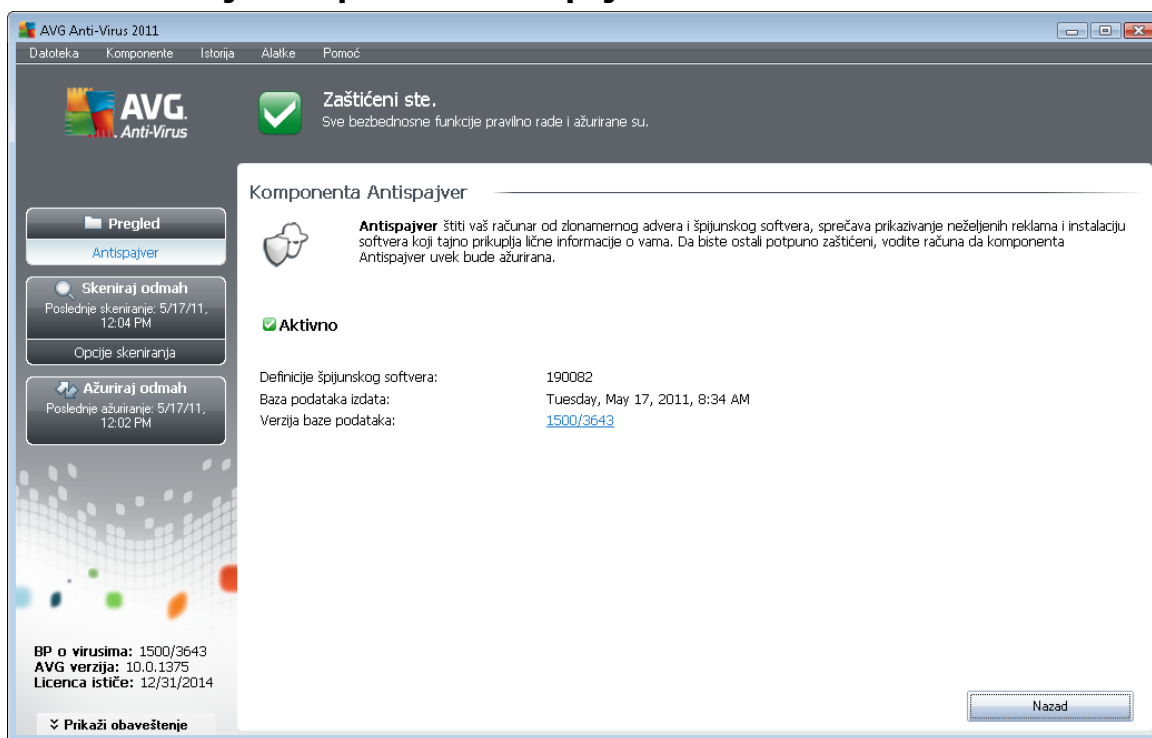 AVG Anti-Virus 2011
Datoteka Komponente Istorija Alatke Pomoć
AVG.
Anti-Virus
Zaštićeni ste.
Sve bezbednosne funkcije pravilno rade i ažurirane su.
Pregled
Antispajver
Skeniraj odmah
Poslednje skeniranje: 5/17/11,
12:04 PM
Opcije skeniranja
Ažuriraj odmah
Poslednje ažuriranje: 5/17/11,
12:02 PM
BP o virusima: 1500/3643
AVG verzija: 10.0.1375
Licenca ističe: 12/31/2014
Prikaži obaveštenje
Komponenta Antispajver
Antispajver štiti vaš računar od zlonamernog advera i špijunskog softvera, sprečava prikazivanje neželjenih reklama i instalaciju
softvera koji tajno prikuplja lične informacije o vama. Da biste ostali potpuno zaštićeni, vodite računa da komponenta
Antispajver uvek bude ažurirana.
Aktivno
Definicije špijunskog softvera: 190082
Baza podataka izdata: Tuesday, May 17, 2011, 8:34 AM
Verzija baze podataka: 1500/3643
Nazad